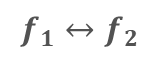 f₁ ↔ f₂